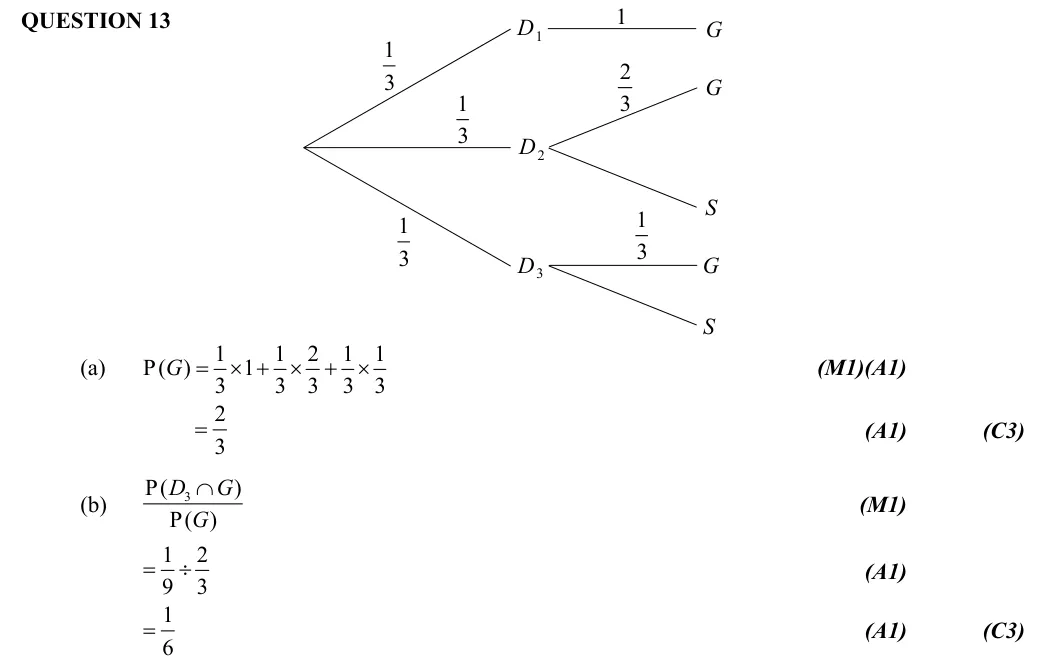 QUESTION 13
1/3 D₁ 1 G
1/3 D₂ 2/3 G
S
1/3 D₃ 1/3 G
S
(a) P(G) = 1/3 × 1 + 1/3 × 2/3 + 1/3 × 1/3 (M1)(A1)
= 2/3 (A1) (C3)
(b) P(D₃ ∩ G) / P(G) (M1)
= 1/9 ÷ 2/3 (A1)
= 1/6 (A1) (C3)